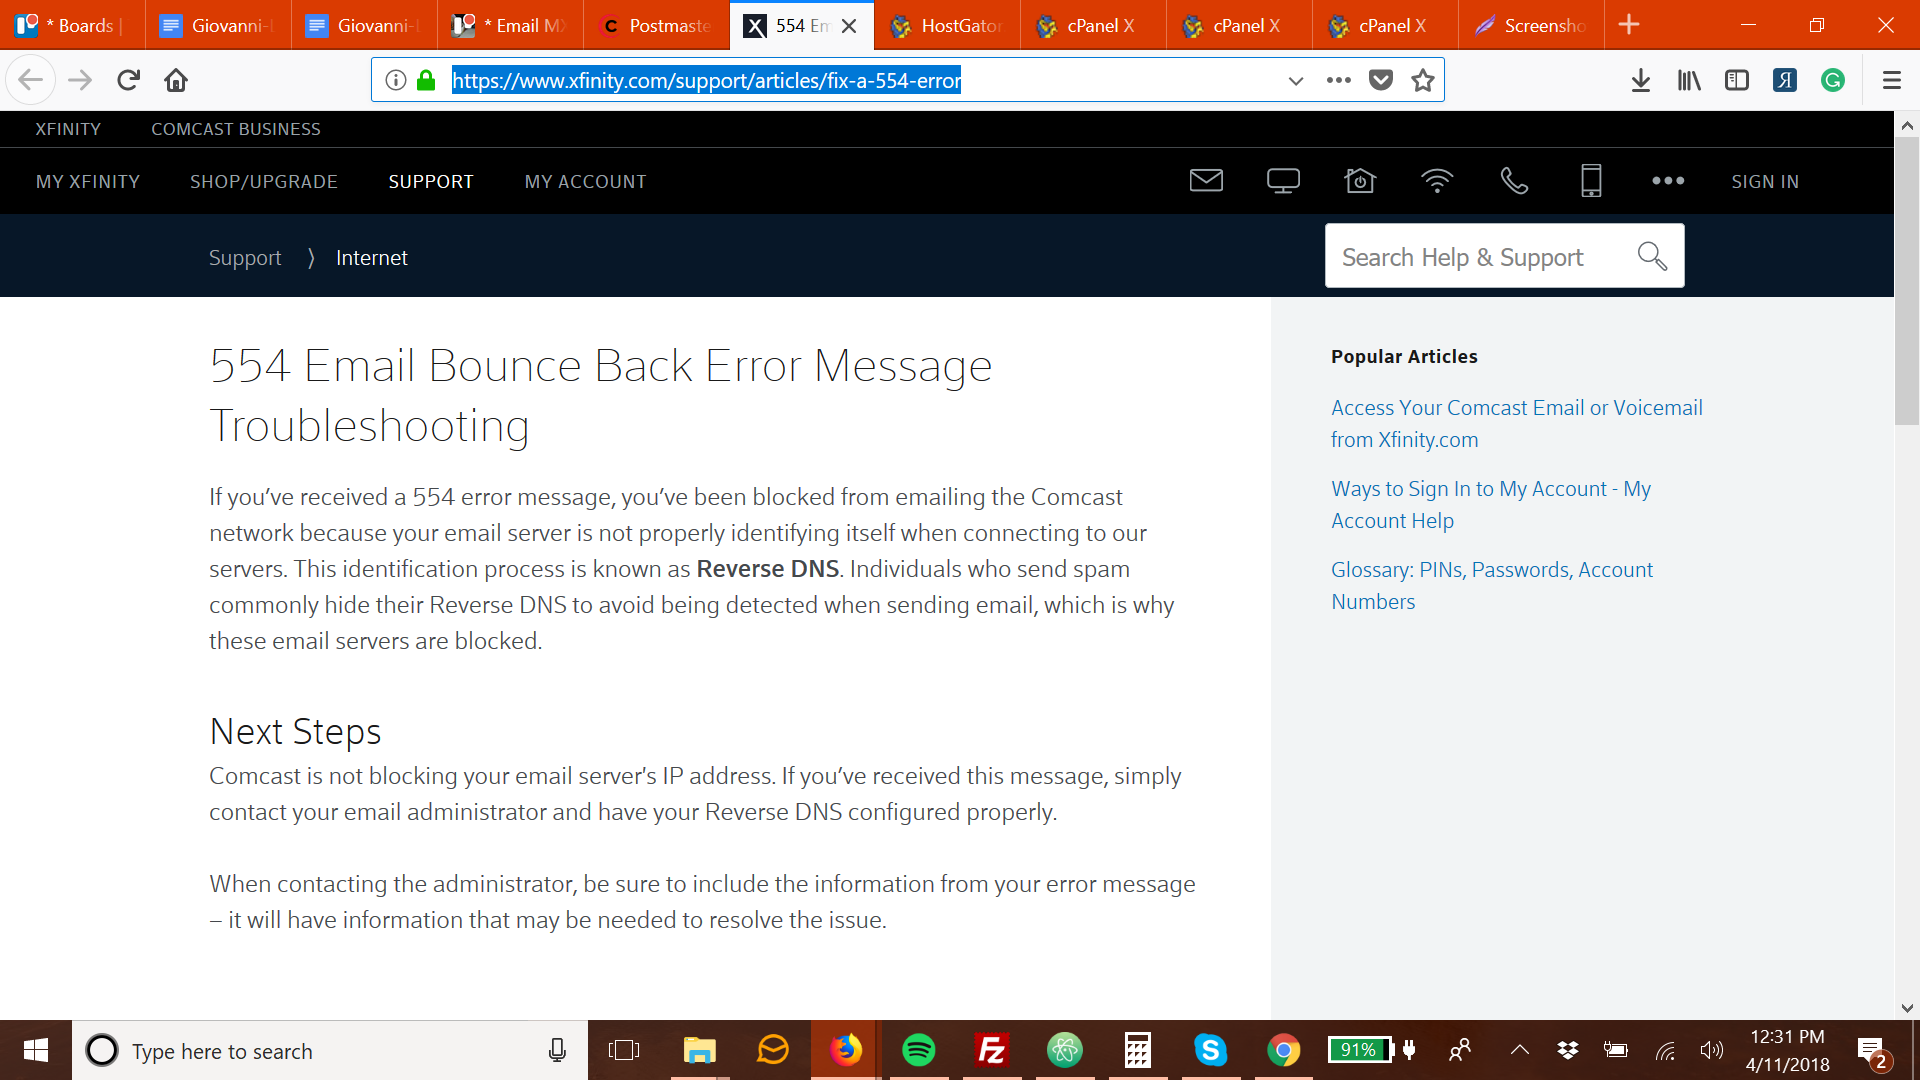 * Boards |
Giovanni-L
Giovanni-L
* Email MX
Postmaste
554 Em
HostGator
cPanel X
cPanel X
cPanel X
Screensho
https://www.xfinity.com/support/articles/fix-a-554-error
XFINITY
COMCAST BUSINESS
MY XFINITY
SHOP/UPGRADE
SUPPORT
MY ACCOUNT
SIGN IN
Support
Internet
Search Help & Support
554 Email Bounce Back Error Message
Troubleshooting
If you’ve received a 554 error message, you’ve been blocked from emailing the Comcast
network because your email server is not properly identifying itself when connecting to our
servers. This identification process is known as Reverse DNS. Individuals who send spam
commonly hide their Reverse DNS to avoid being detected when sending email, which is why
these email servers are blocked.
Next Steps
Comcast is not blocking your email server's IP address. If you’ve received this message, simply
contact your email administrator and have your Reverse DNS configured properly.
When contacting the administrator, be sure to include the information from your error message
– it will have information that may be needed to resolve the issue.
Popular Articles
Access Your Comcast Email or Voicemail
from Xfinity.com
Ways to Sign In to My Account - My
Account Help
Glossary: PINs, Passwords, Account
Numbers
Type here to search
91%
12:31 PM
4/11/2018
2